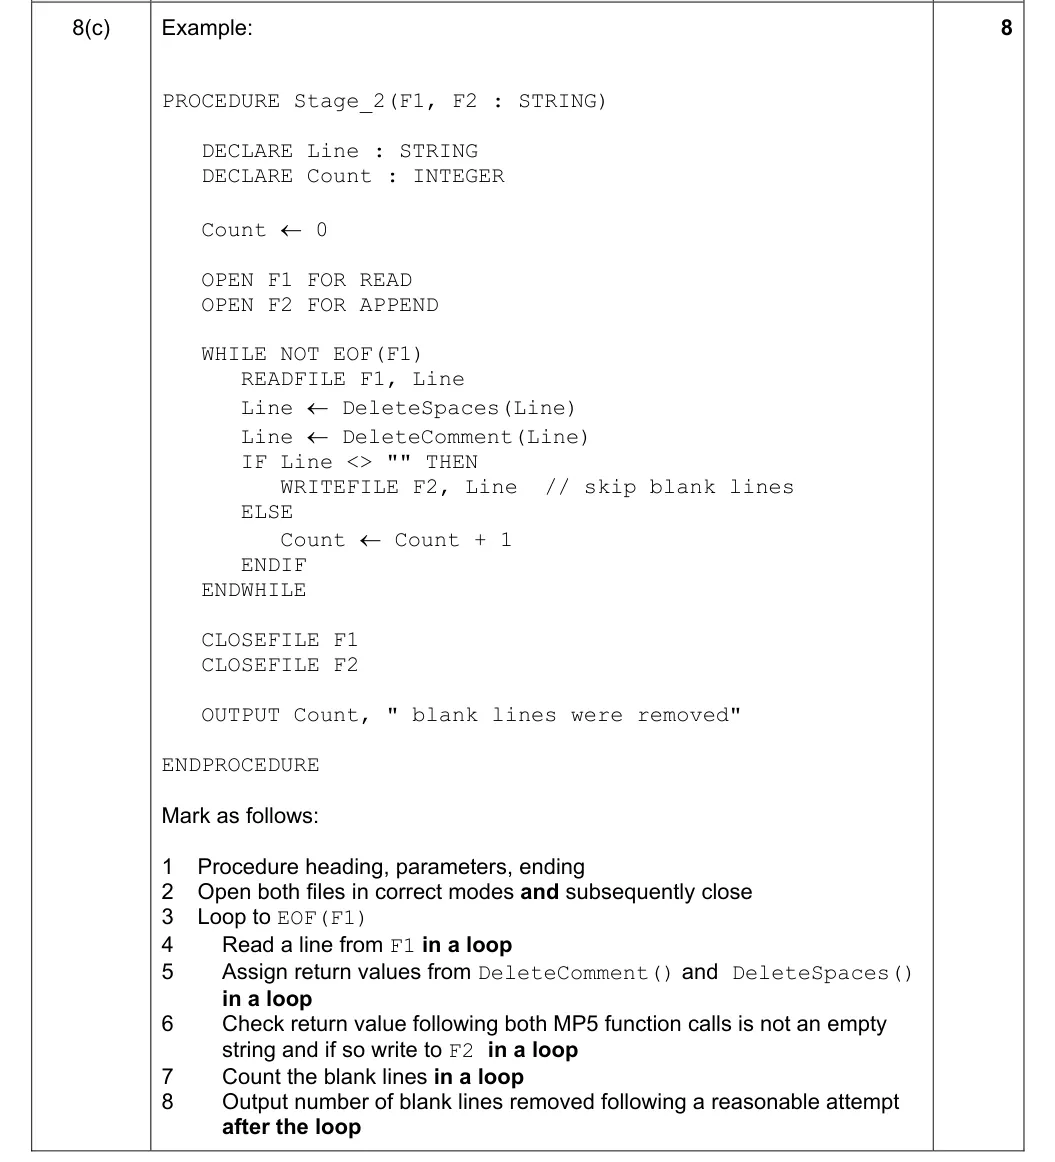 8(c) Example: 8
PROCEDURE Stage_2(F1, F2 : STRING)
DECLARE Line : STRING
DECLARE Count : INTEGER
Count ← 0
OPEN F1 FOR READ
OPEN F2 FOR APPEND
WHILE NOT EOF(F1)
READFILE F1, Line
Line ← DeleteSpaces(Line)
Line ← DeleteComment(Line)
IF Line <> "" THEN
WRITEFILE F2, Line // skip blank lines
ELSE
Count ← Count + 1
ENDIF
ENDWHILE
CLOSEFILE F1
CLOSEFILE F2
OUTPUT Count, " blank lines were removed"
ENDPROCEDURE
Mark as follows:
1 Procedure heading, parameters, ending
2 Open both files in correct modes and subsequently close
3 Loop to EOF(F1)
4 Read a line from F1 in a loop
5 Assign return values from DeleteComment() and DeleteSpaces()
in a loop
6 Check return value following both MP5 function calls is not an empty
string and if so write to F2 in a loop
7 Count the blank lines in a loop
8 Output number of blank lines removed following a reasonable attempt
after the loop